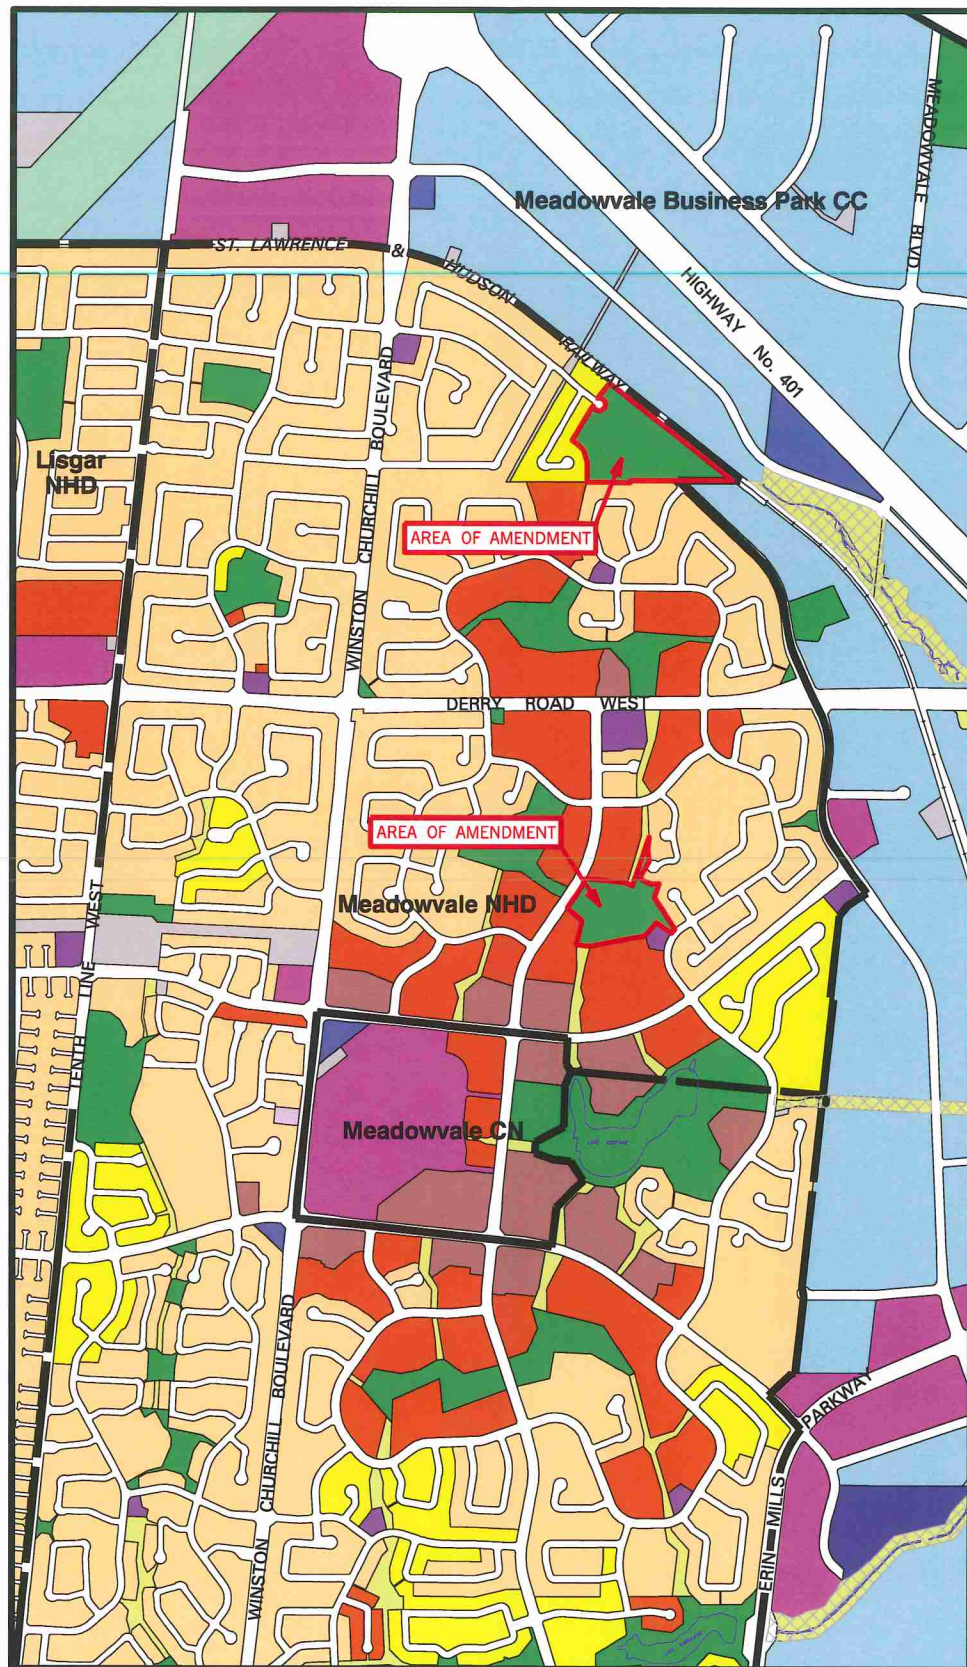 MEADOWVALE BLVD.
Meadowvale Business Park CC
ST. LAWRENCE & HUDSON RAILWAY
HIGHWAY No. 401
WINSTON CHURCHILL BOULEVARD
Lisgar
NHD
AREA OF AMENDMENT
DERRY ROAD WEST
AREA OF AMENDMENT
Meadowvale NHD
TENTH LINE WEST
Meadowvale CN
WINSTON CHURCHILL BOULEVARD
ERIN MILLS PARKWAY